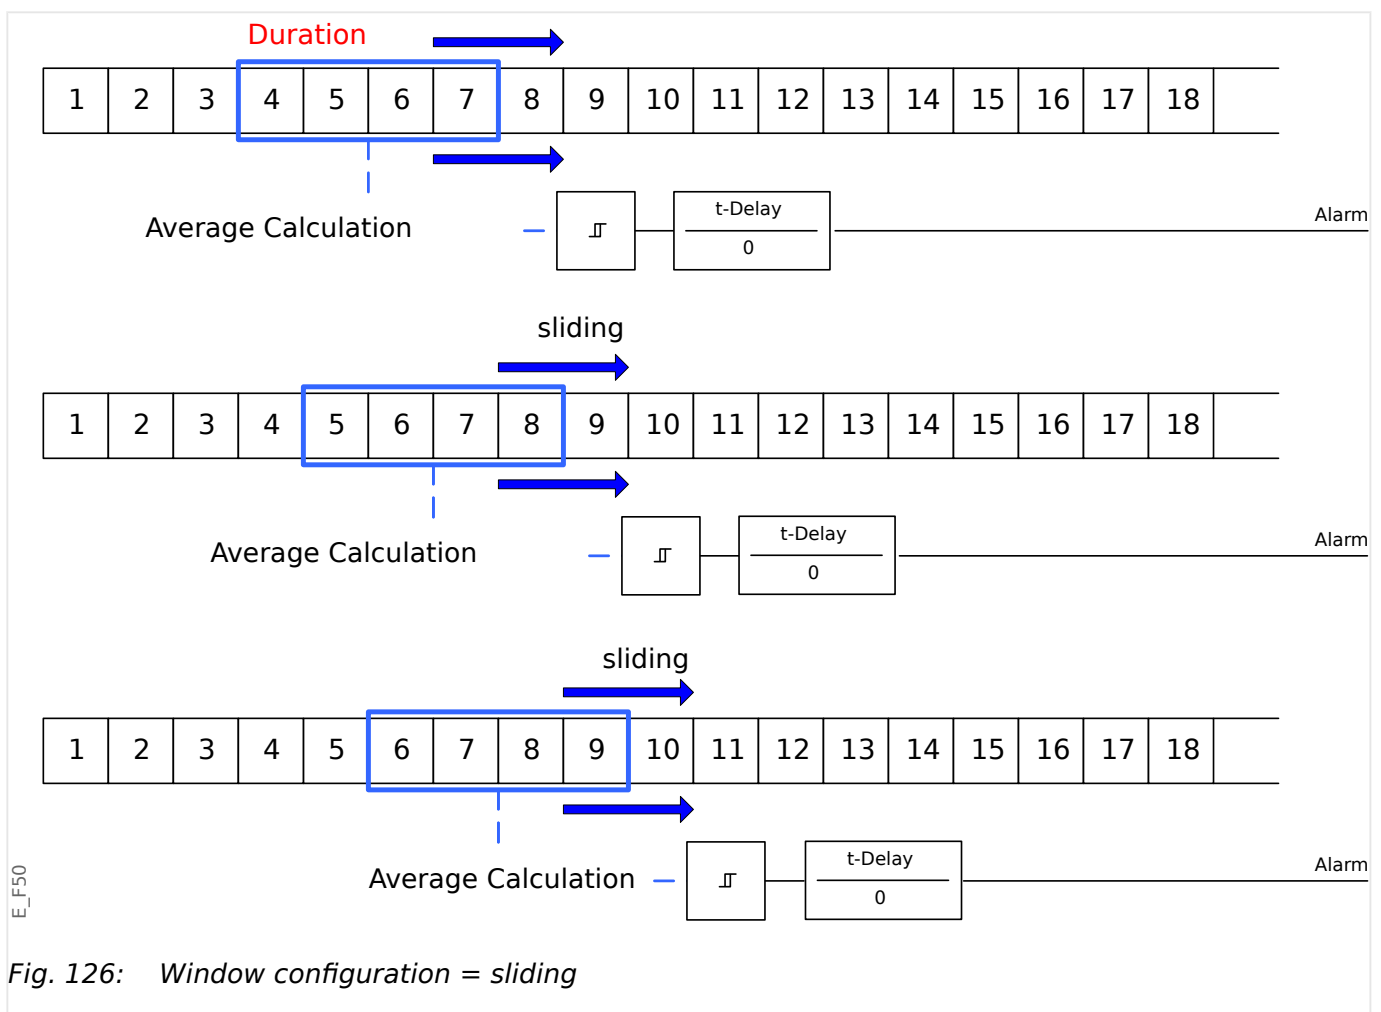 Duration
1 2 3 4 5 6 7 8 9 10 11 12 13 14 15 16 17 18
t-Delay
Alarm
Average Calculation
0
sliding
1 2 3 4 5 6 7 8 9 10 11 12 13 14 15 16 17 18
t-Delay
Alarm
Average Calculation
0
sliding
1 2 3 4 5 6 7 8 9 10 11 12 13 14 15 16 17 18
t-Delay
Alarm
Average Calculation
0
E_F50
Fig. 126: Window configuration = sliding